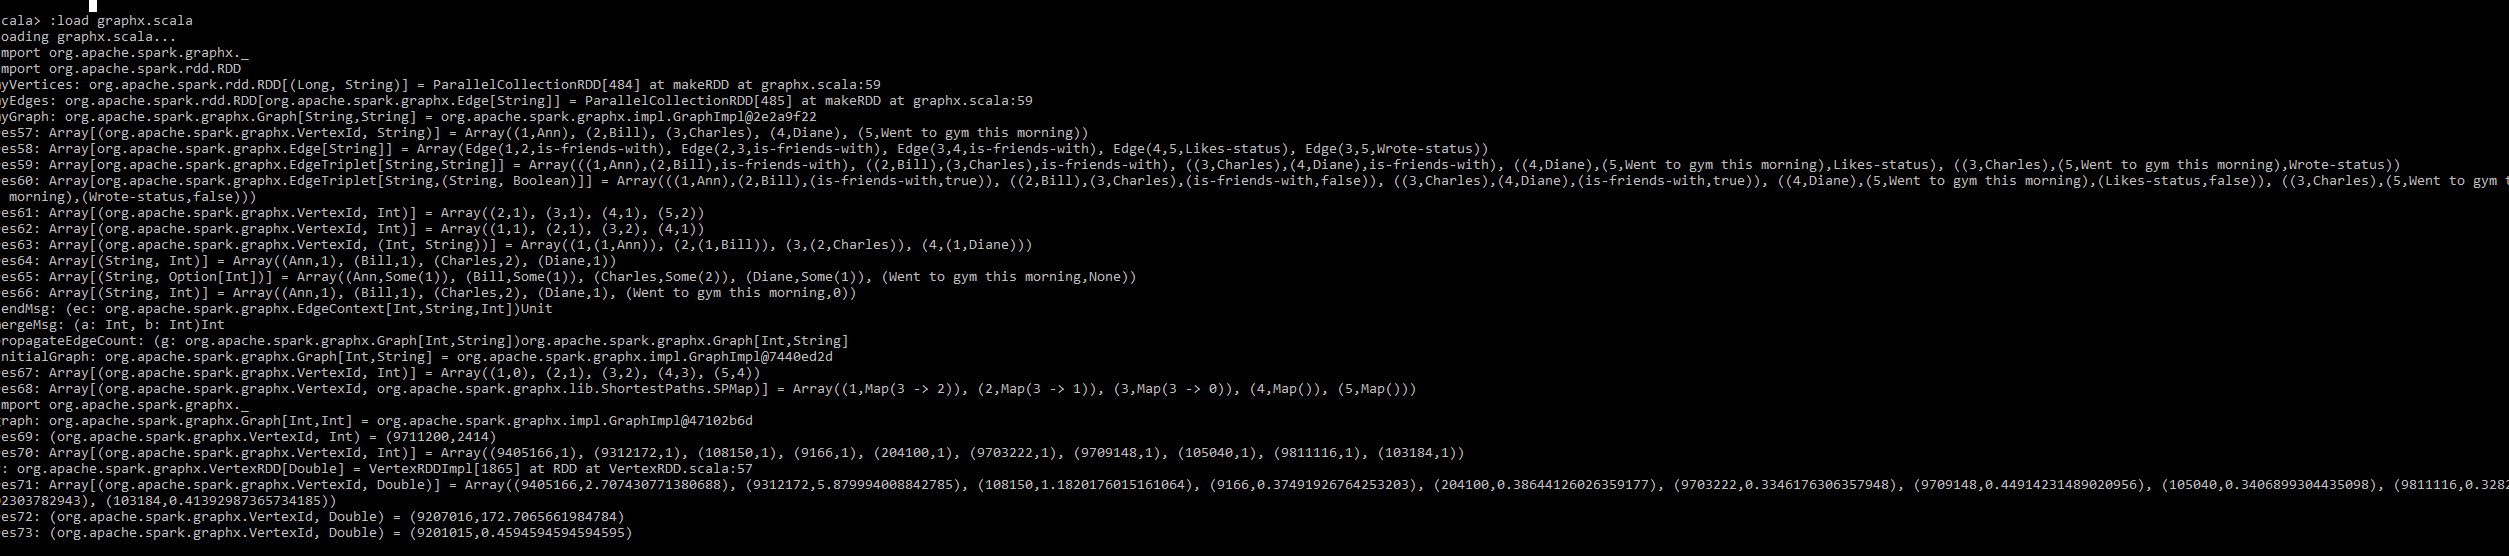 cala> :load graphx.scala
oading graphx.scala...
mport org.apache.spark.graphx._
mport org.apache.spark.rdd.RDD
yVertices: org.apache.spark.rdd.RDD[(Long, String)] = ParallelCollectionRDD[484] at makeRDD at graphx.scala:59
yEdges: org.apache.spark.rdd.RDD[org.apache.spark.graphx.Edge[String]] = ParallelCollectionRDD[485] at makeRDD at graphx.scala:59
yGraph: org.apache.spark.graphx.Graph[String,String] = org.apache.spark.graphx.impl.GraphImpl@2e2a9f22
es57: Array[(org.apache.spark.graphx.VertexId, String)] = Array((1,Ann), (2,Bill), (3,Charles), (4,Diane), (5,Went to gym this morning))
es58: Array[org.apache.spark.graphx.Edge[String]] = Array(Edge(1,2,is-friends-with), Edge(2,3,is-friends-with), Edge(3,4,is-friends-with), Edge(4,5,Likes-status), Edge(3,5,Wrote-status))
es59: Array[org.apache.spark.graphx.EdgeTriplet[String,String]] = Array(((1,Ann),(2,Bill),is-friends-with), ((2,Bill),(3,Charles),is-friends-with), ((3,Charles),(4,Diane),is-friends-with), ((4,Diane),(5,Went to gym this morning),Likes-status), ((3,Charles),(5,Went to gym this morning),Wrote-status))
es60: Array[org.apache.spark.graphx.EdgeTriplet[String,(String, Boolean)]] = Array(((1,Ann),(2,Bill),(is-friends-with,true)), ((2,Bill),(3,Charles),(is-friends-with,false)), ((3,Charles),(4,Diane),(is-friends-with,true)), ((4,Diane),(5,Went to gym this morning),(Likes-status,false)), ((3,Charles),(5,Went to gym t
morning),(Wrote-status,false)))
es61: Array[(org.apache.spark.graphx.VertexId, Int)] = Array((2,1), (3,1), (4,1), (5,2))
es62: Array[(org.apache.spark.graphx.VertexId, Int)] = Array((1,1), (2,1), (3,2), (4,1))
es63: Array[(org.apache.spark.graphx.VertexId, (Int, String))] = Array((1,(1,Ann)), (2,(1,Bill)), (3,(2,Charles)), (4,(1,Diane)))
es64: Array[(String, Int)] = Array((Ann,1), (Bill,1), (Charles,2), (Diane,1))
es65: Array[(String, Option[Int])] = Array((Ann,Some(1)), (Bill,Some(1)), (Charles,Some(2)), (Diane,Some(1)), (Went to gym this morning,None))
es66: Array[(String, Int)] = Array((Ann,1), (Bill,1), (Charles,2), (Diane,1), (Went to gym this morning,0))
endMsg: (ec: org.apache.spark.graphx.EdgeContext[Int,String,Int])Unit
ergeMsg: (a: Int, b: Int)Int
ropagateEdgeCount: (g: org.apache.spark.graphx.Graph[Int,String])org.apache.spark.graphx.Graph[Int,String]
nitialGraph: org.apache.spark.graphx.Graph[Int,String] = org.apache.spark.graphx.impl.GraphImpl@7440ed2d
es67: Array[(org.apache.spark.graphx.VertexId, Int)] = Array((1,0), (2,1), (3,2), (4,3), (5,4))
es68: Array[(org.apache.spark.graphx.VertexId, org.apache.spark.graphx.lib.ShortestPaths.SPMap)] = Array((1,Map(3 -> 2)), (2,Map(3 -> 1)), (3,Map(3 -> 0)), (4,Map()), (5,Map()))
mport org.apache.spark.graphx._
raph: org.apache.spark.graphx.Graph[Int,Int] = org.apache.spark.graphx.impl.GraphImpl@47102b6d
es69: (org.apache.spark.graphx.VertexId, Int) = (9711200,2414)
es70: Array[(org.apache.spark.graphx.VertexId, Int)] = Array((9405166,1), (9312172,1), (108150,1), (9166,1), (204100,1), (9703222,1), (9709148,1), (105040,1), (9811116,1), (103184,1))
: org.apache.spark.graphx.VertexRDD[Double] = VertexRDDImpl[1865] at RDD at VertexRDD.scala:57
es71: Array[(org.apache.spark.graphx.VertexId, Double)] = Array((9405166,2.707430771380688), (9312172,5.879994008842785), (108150,1.1820176015161064), (9166,0.37491926764253203), (204100,0.38644126026359177), (9703222,0.3346176306357948), (9709148,0.44914231489020956), (105040,0.3406899304435098), (9811116,0.3282
02303782943), (103184,0.41392987365734185))
es72: (org.apache.spark.graphx.VertexId, Double) = (9207016,172.7065661984784)
es73: (org.apache.spark.graphx.VertexId, Double) = (9201015,0.4594594594594595)